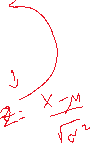 Z = X - M / √σ²